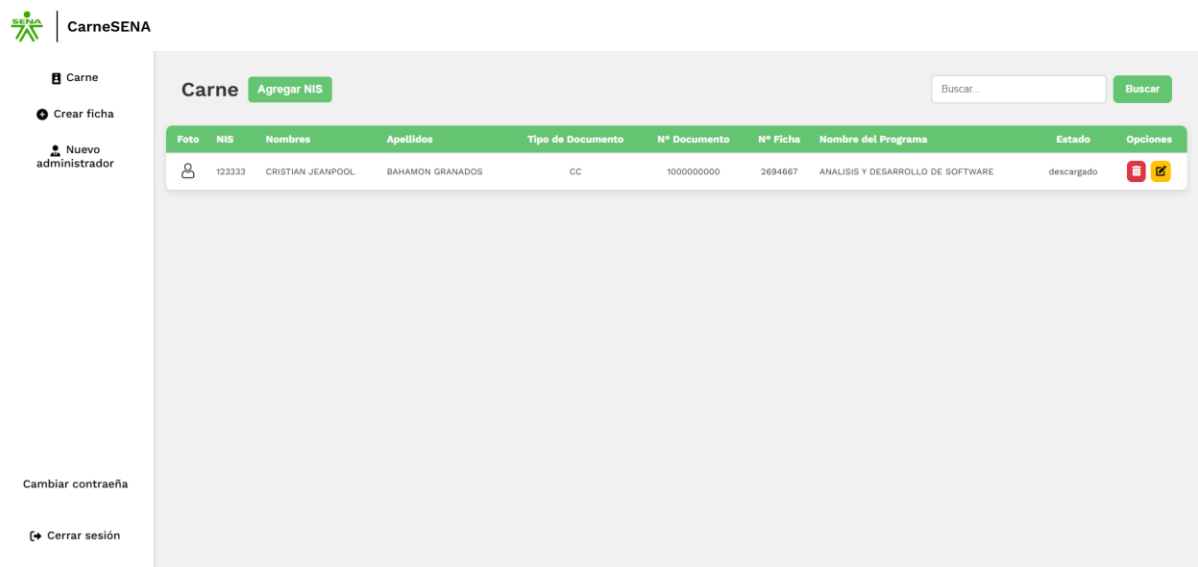 SENA
CarneSENA
Carne
Crear ficha
Nuevo
administrador
Cambiar contraeña
Cerrar sesión
Carne
Agregar NIS
Buscar...
Buscar
Foto NIS Nombres Apellidos Tipo de Documento N° Documento N° Ficha Nombre del Programa Estado Opciones
123333 CRISTIAN JEANPOOL BAHAMON GRANADOS CC 1000000000 2694667 ANALISIS Y DESARROLLO DE SOFTWARE descargado